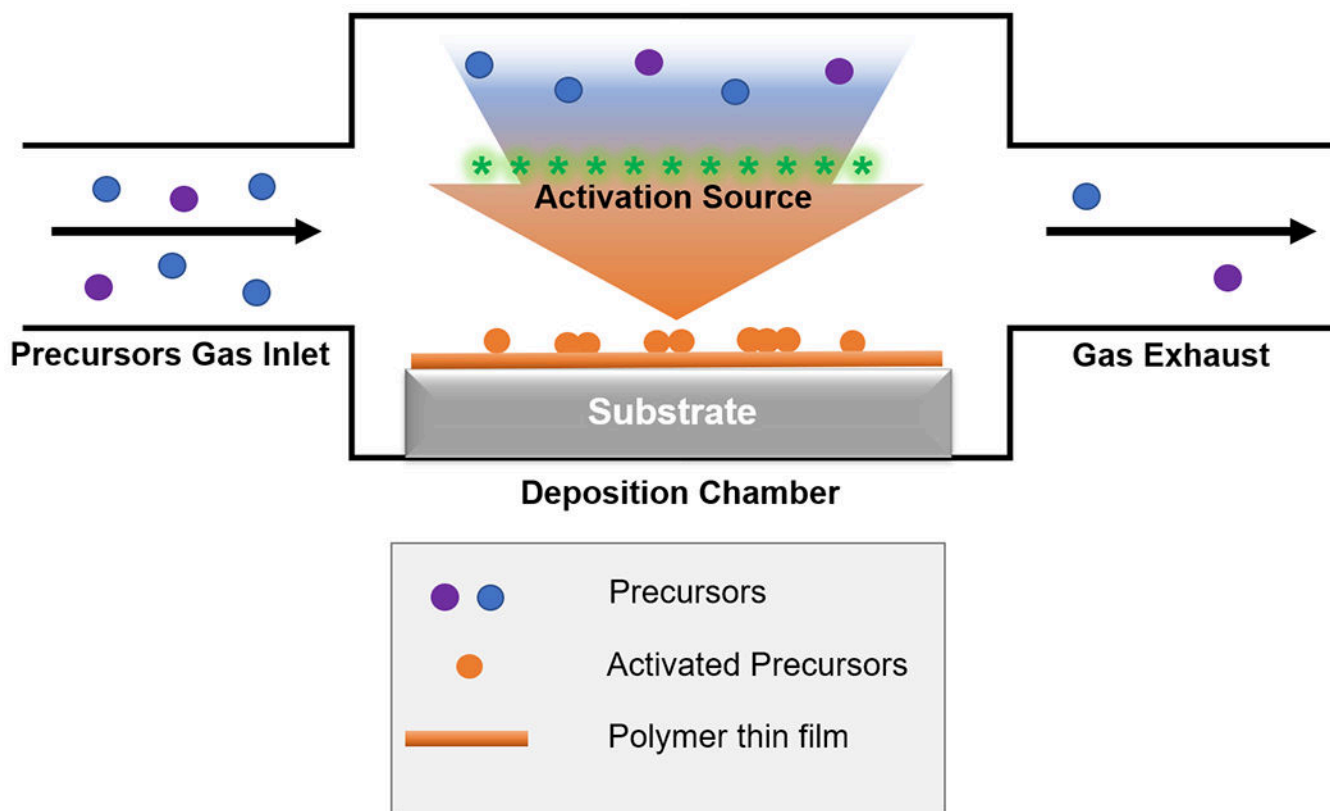 * * * * * * * * * * *
Activation Source
Precursors Gas Inlet
Gas Exhaust
Substrate
Deposition Chamber
Precursors
Activated Precursors
Polymer thin film